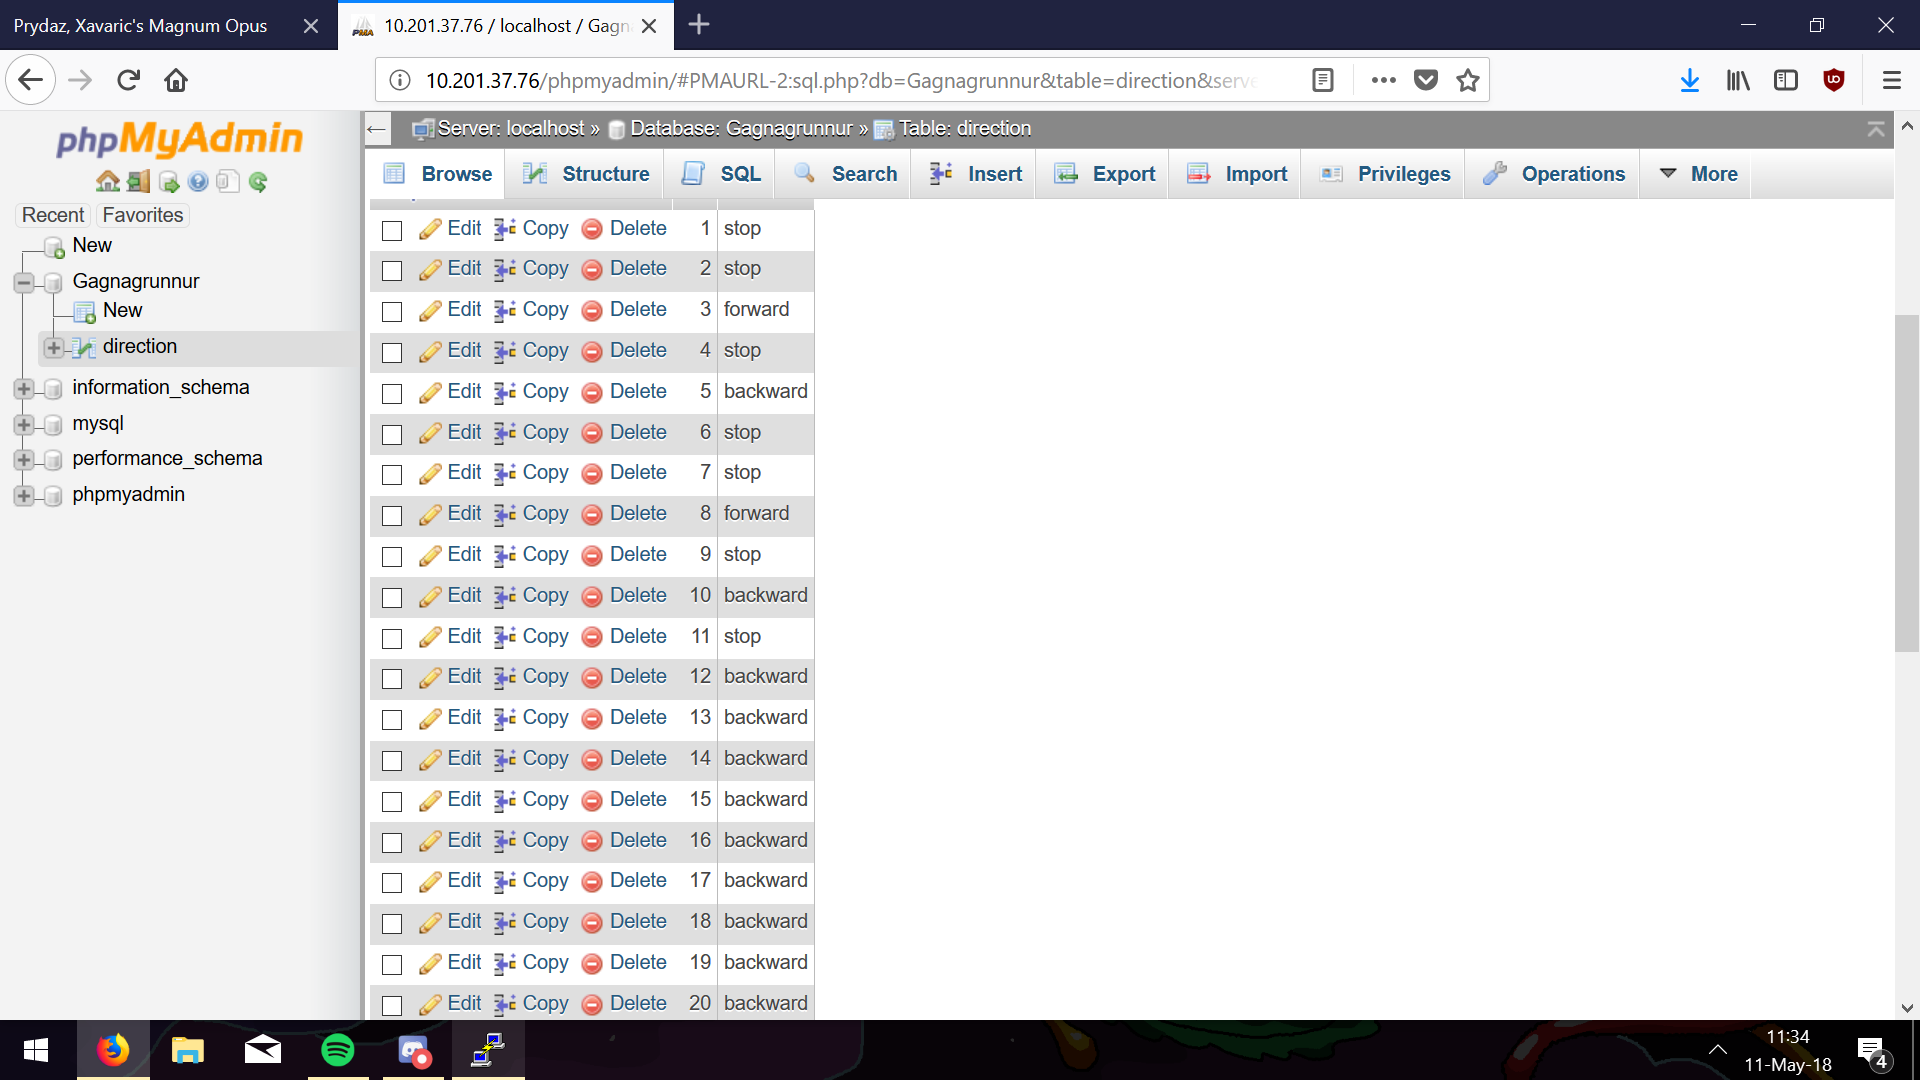 Prydaz, Xavaric's Magnum Opus
10.201.37.76 / localhost / Gagn
10.201.37.76/phpmyadmin/#PMAURL-2:sql.php?db=Gagnagrunnur&table=direction&serve
phpMyAdmin
Recent Favorites
New
Gagnagrunnur
New
direction
information_schema
mysql
performance_schema
phpmyadmin
Server: localhost » Database: Gagnagrunnur » Table: direction
Browse Structure SQL Search Insert Export Import Privileges Operations More
Edit Copy Delete 1 stop
Edit Copy Delete 2 stop
Edit Copy Delete 3 forward
Edit Copy Delete 4 stop
Edit Copy Delete 5 backward
Edit Copy Delete 6 stop
Edit Copy Delete 7 stop
Edit Copy Delete 8 forward
Edit Copy Delete 9 stop
Edit Copy Delete 10 backward
Edit Copy Delete 11 stop
Edit Copy Delete 12 backward
Edit Copy Delete 13 backward
Edit Copy Delete 14 backward
Edit Copy Delete 15 backward
Edit Copy Delete 16 backward
Edit Copy Delete 17 backward
Edit Copy Delete 18 backward
Edit Copy Delete 19 backward
Edit Copy Delete 20 backward
11:34
11-May-18
4